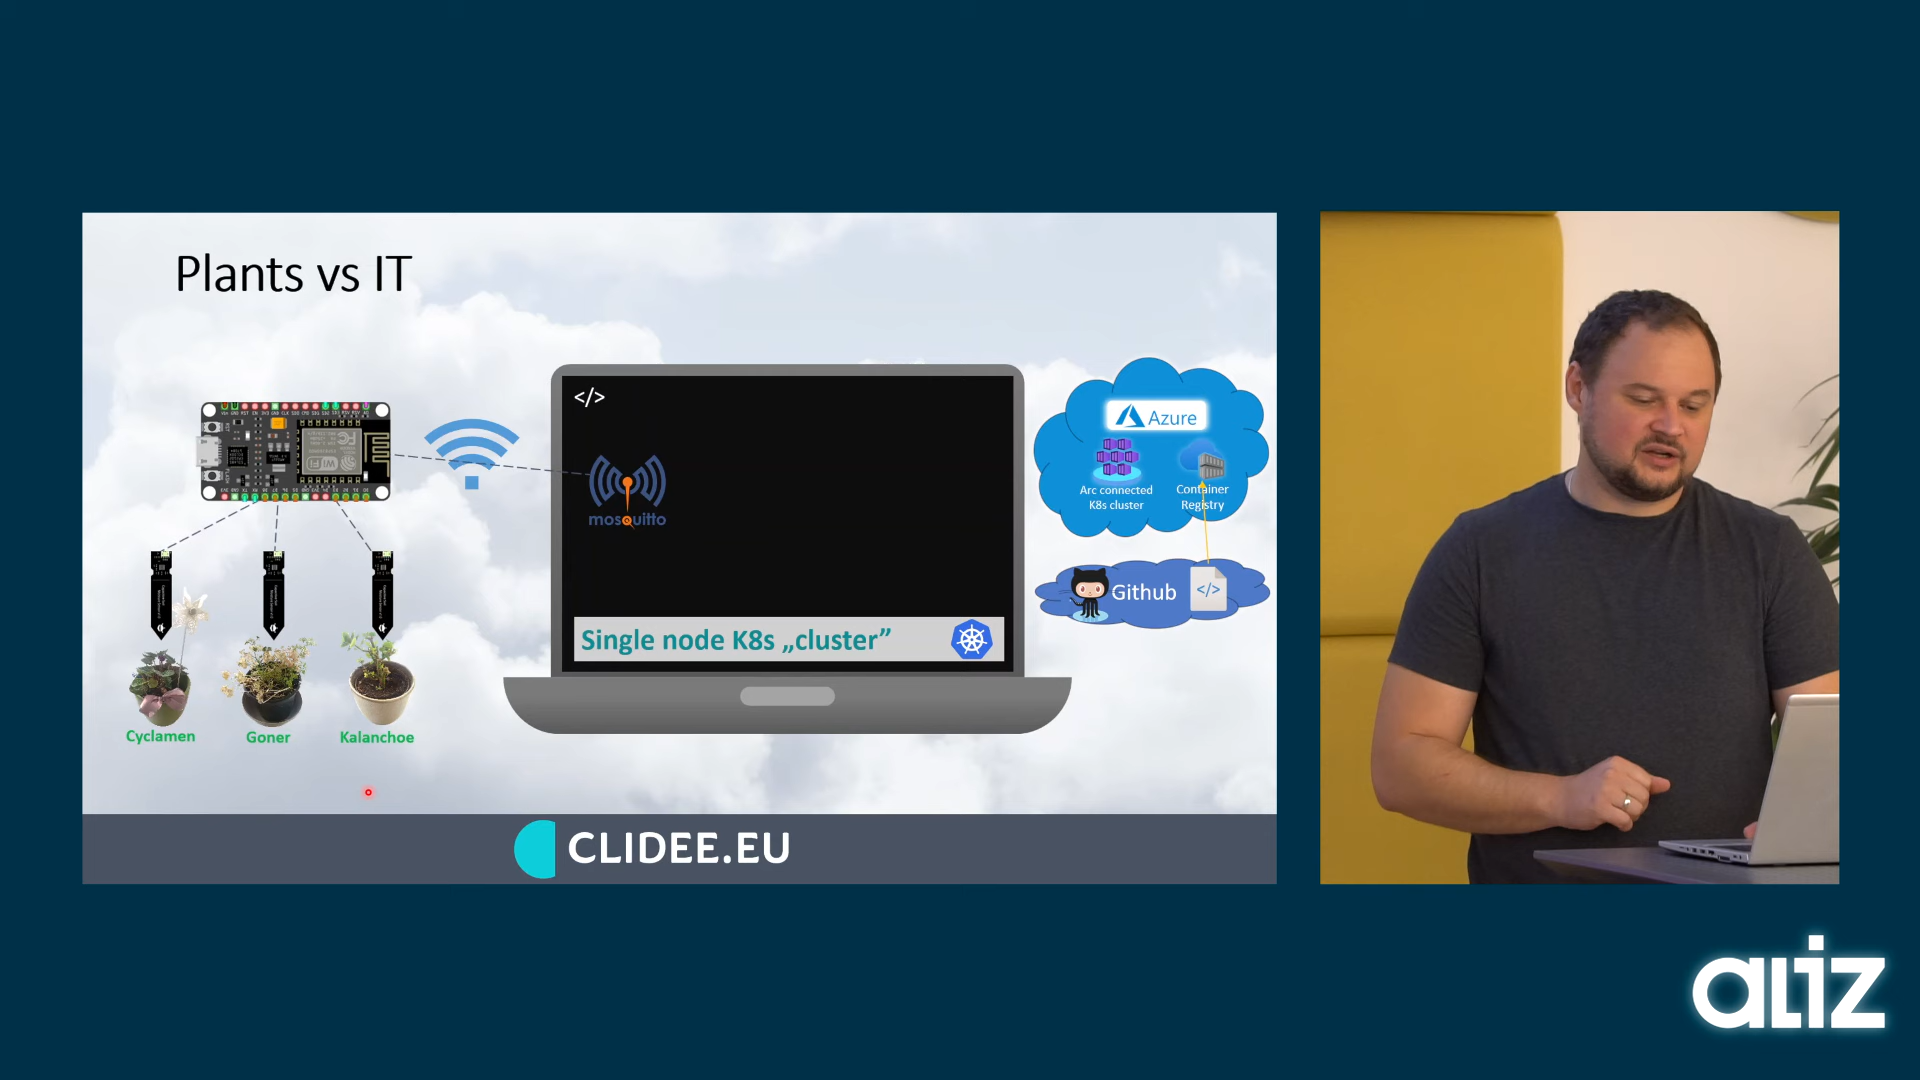 Plants vs IT
</>
Azure
Arc connected
K8s cluster
Container
Registry
mosquitto
Github
</>
Single node K8s „cluster”
Cyclamen
Goner
Kalanchoe
CLIDEE.EU
aliz